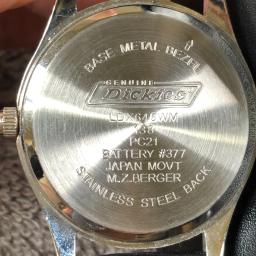 BASE METAL BEZEL
GENUINE
Dickies
PC21
BATTERY #377
JAPAN MOVT
M.Z.BERGER
STAINLESS STEEL BACK